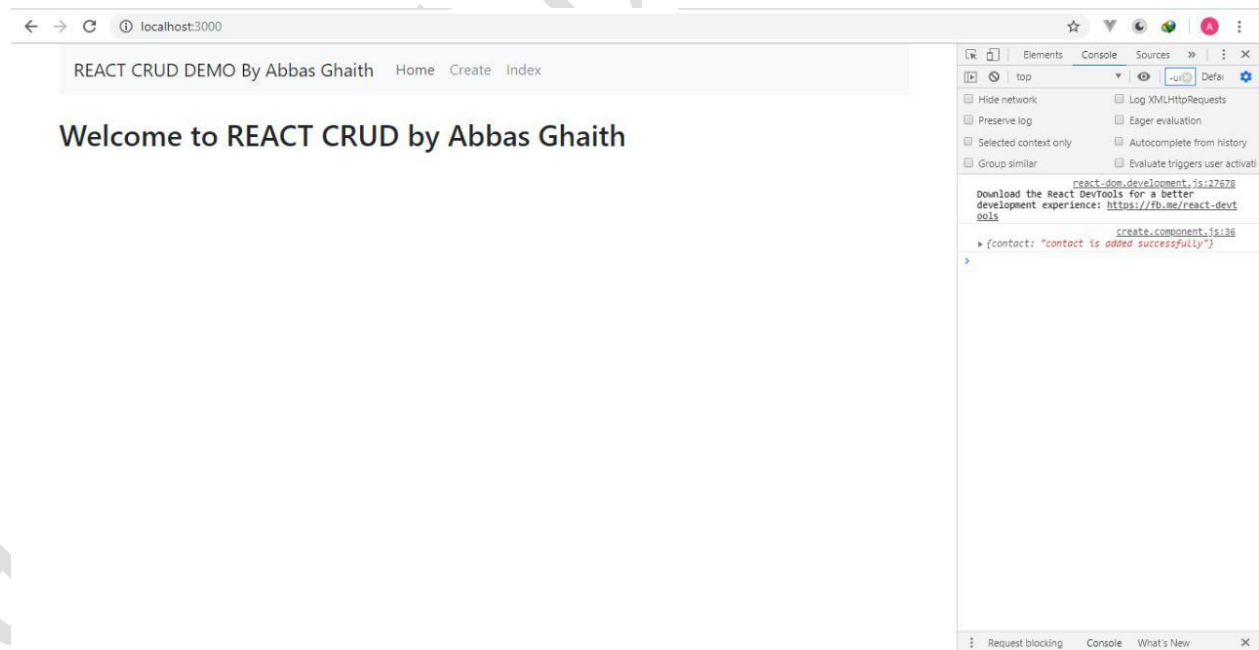 localhost:3000
REACT CRUD DEMO By Abbas Ghaith Home Create Index
Welcome to REACT CRUD by Abbas Ghaith
Elements Console Sources »
top Defa
Hide network Log XMLHttpRequests
Preserve log Eager evaluation
Selected context only Autocomplete from history
Group similar Evaluate triggers user activati
react-dom.development.js:27678
Download the React DevTools for a better
development experience: https://fb.me/react-devt
ools
create.component.js:36
▸ {contact: "contact is added successfully"}
>
Request blocking Console What's New
A